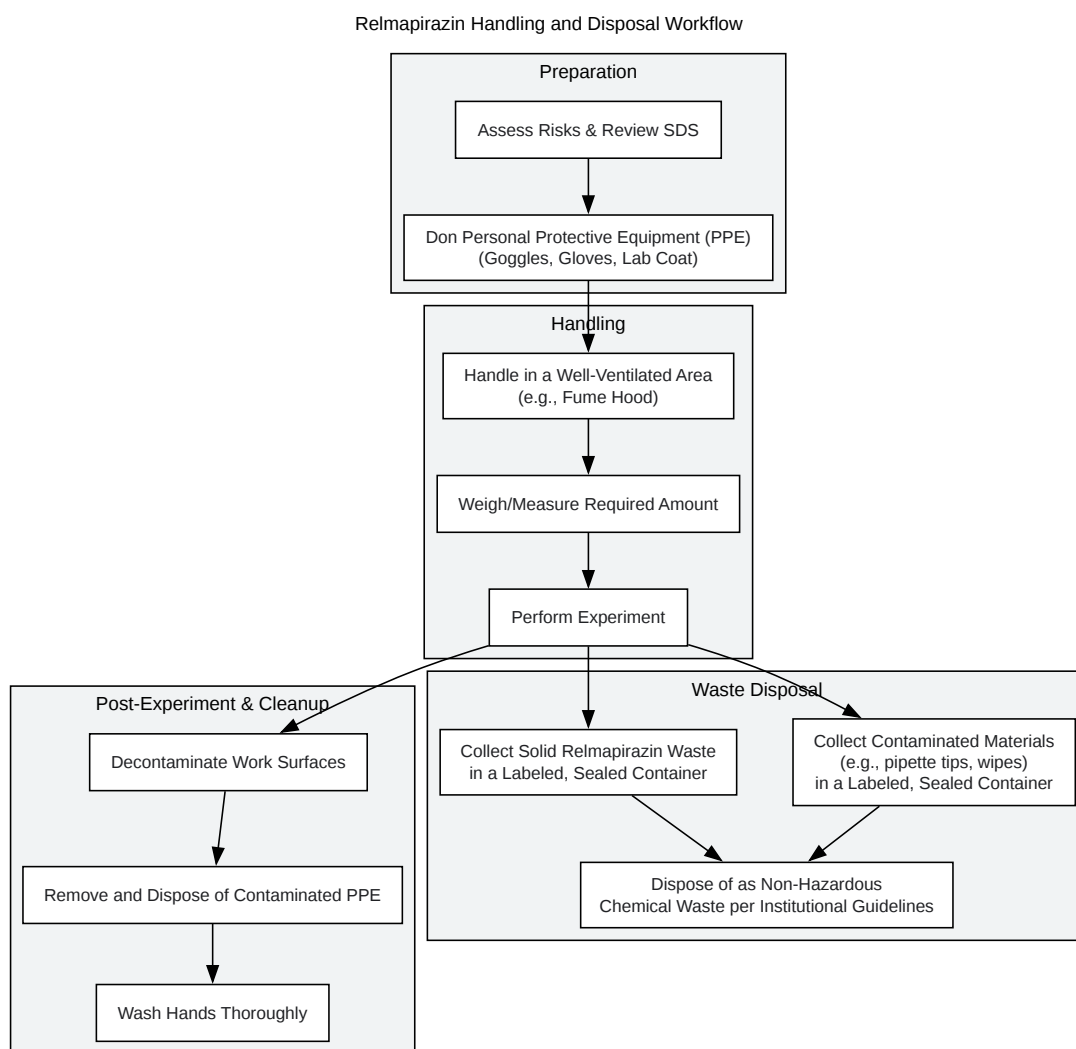 Relmapirazin Handling and Disposal Workflow
Preparation
Assess Risks & Review SDS
Don Personal Protective Equipment (PPE)
(Goggles, Gloves, Lab Coat)
Handling
Handle in a Well-Ventilated Area
(e.g., Fume Hood)
Weigh/Measure Required Amount
Perform Experiment
Post-Experiment & Cleanup
Decontaminate Work Surfaces
Remove and Dispose of Contaminated PPE
Wash Hands Thoroughly
Waste Disposal
Collect Solid Relmapirazin Waste
in a Labeled, Sealed Container
Collect Contaminated Materials
(e.g., pipette tips, wipes)
in a Labeled, Sealed Container
Dispose of as Non-Hazardous
Chemical Waste per Institutional Guidelines